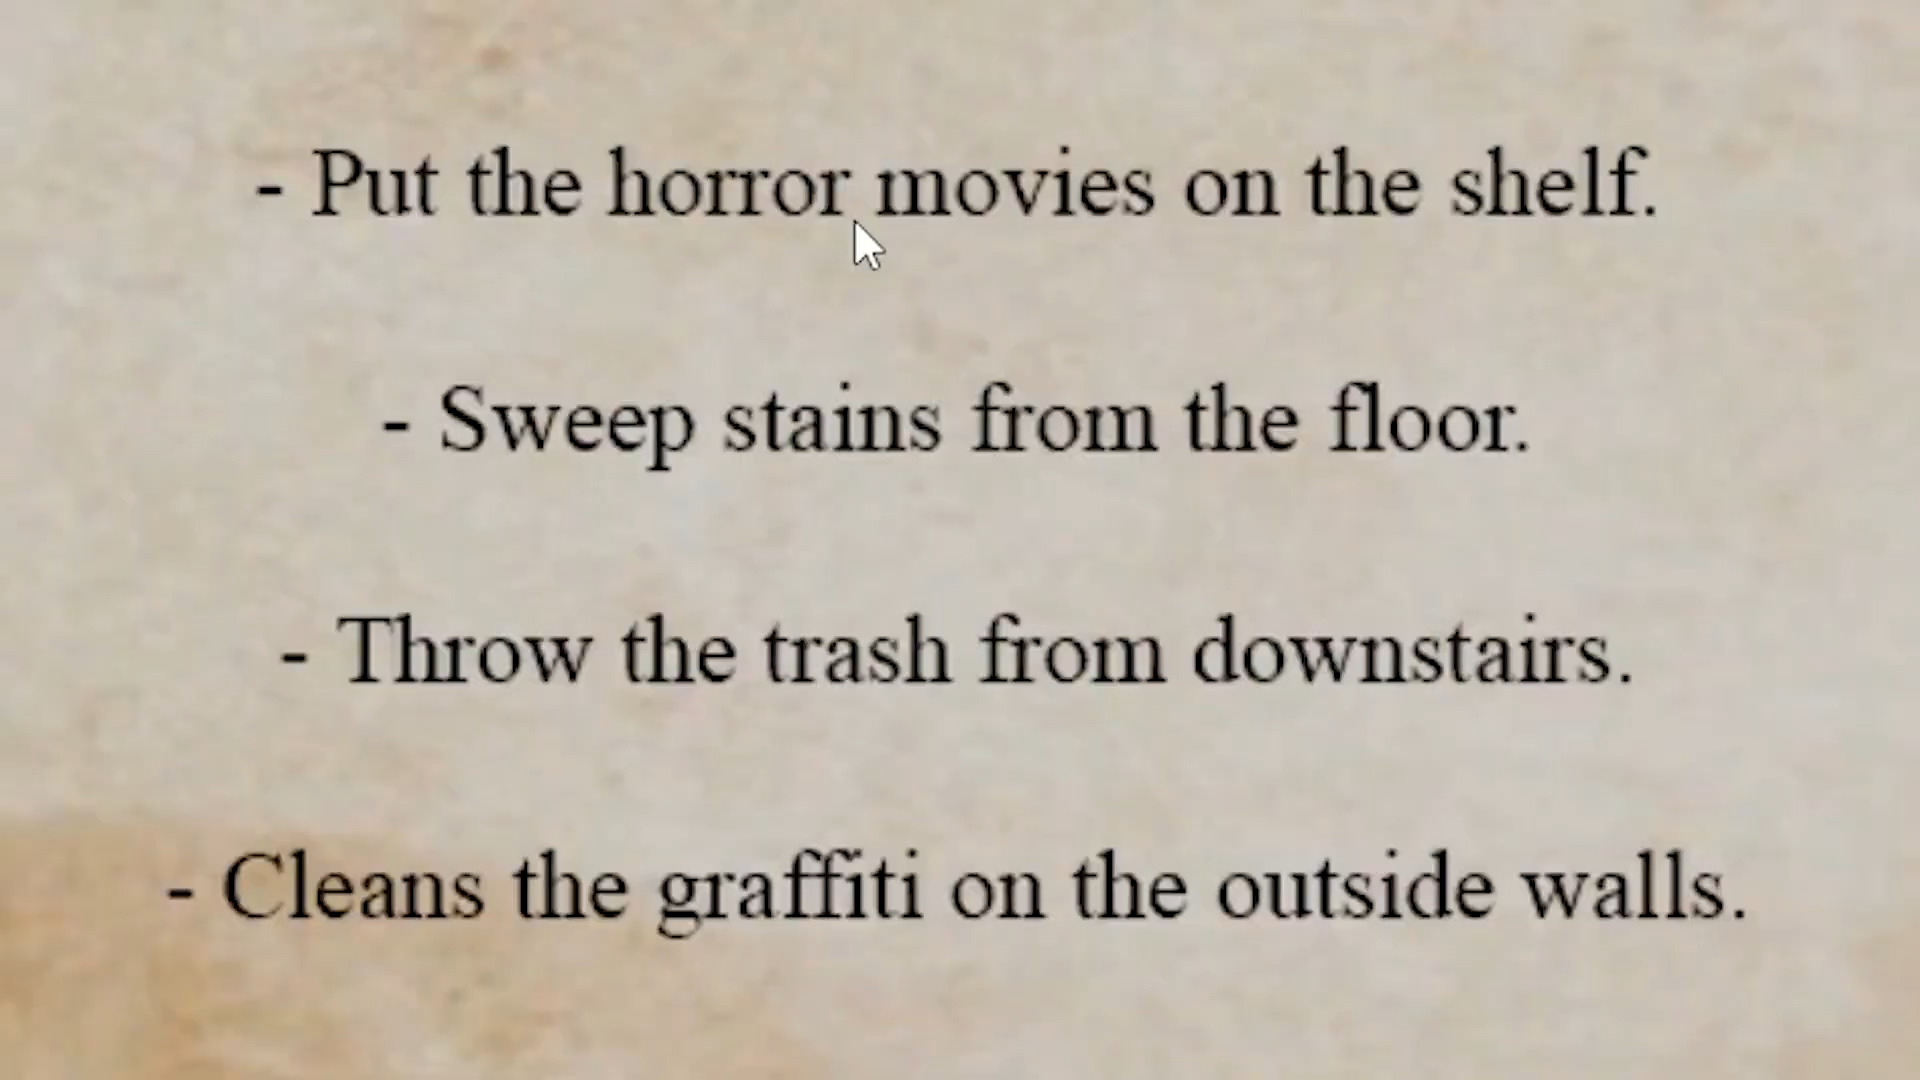 - Put the horror movies on the shelf.
- Sweep stains from the floor.
- Throw the trash from downstairs.
- Cleans the graffiti on the outside walls.